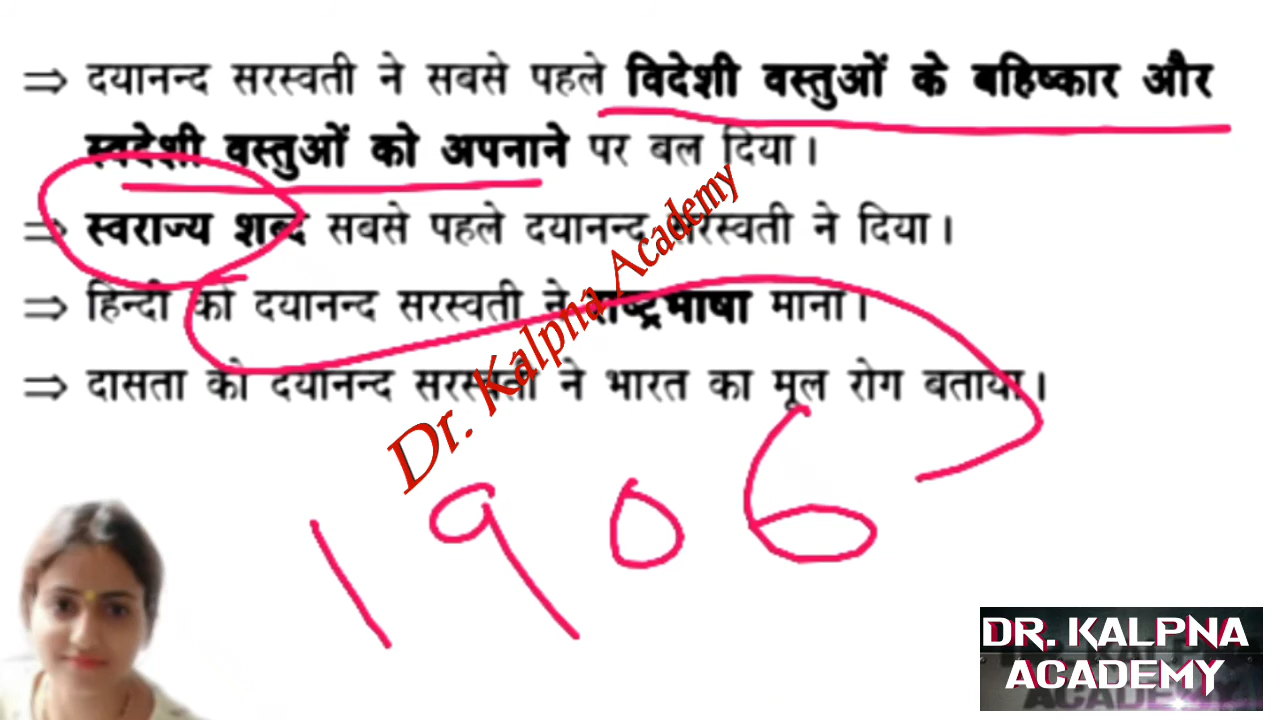 ⇒ दयानन्द सरस्वती ने सबसे पहले विदेशी वस्तुओं के बहिष्कार और
स्वदेशी वस्तुओं को अपनाने पर बल दिया।
⇒ स्वराज्य शब्द सबसे पहले दयानन्द सरस्वती ने दिया।
⇒ हिन्दी को दयानन्द सरस्वती ने राष्ट्रभाषा माना।
⇒ दासता को दयानन्द सरस्वती ने भारत का मूल रोग बताया।
Dr. Kalpna Academy
1906
DR. KALPNA
ACADEMY